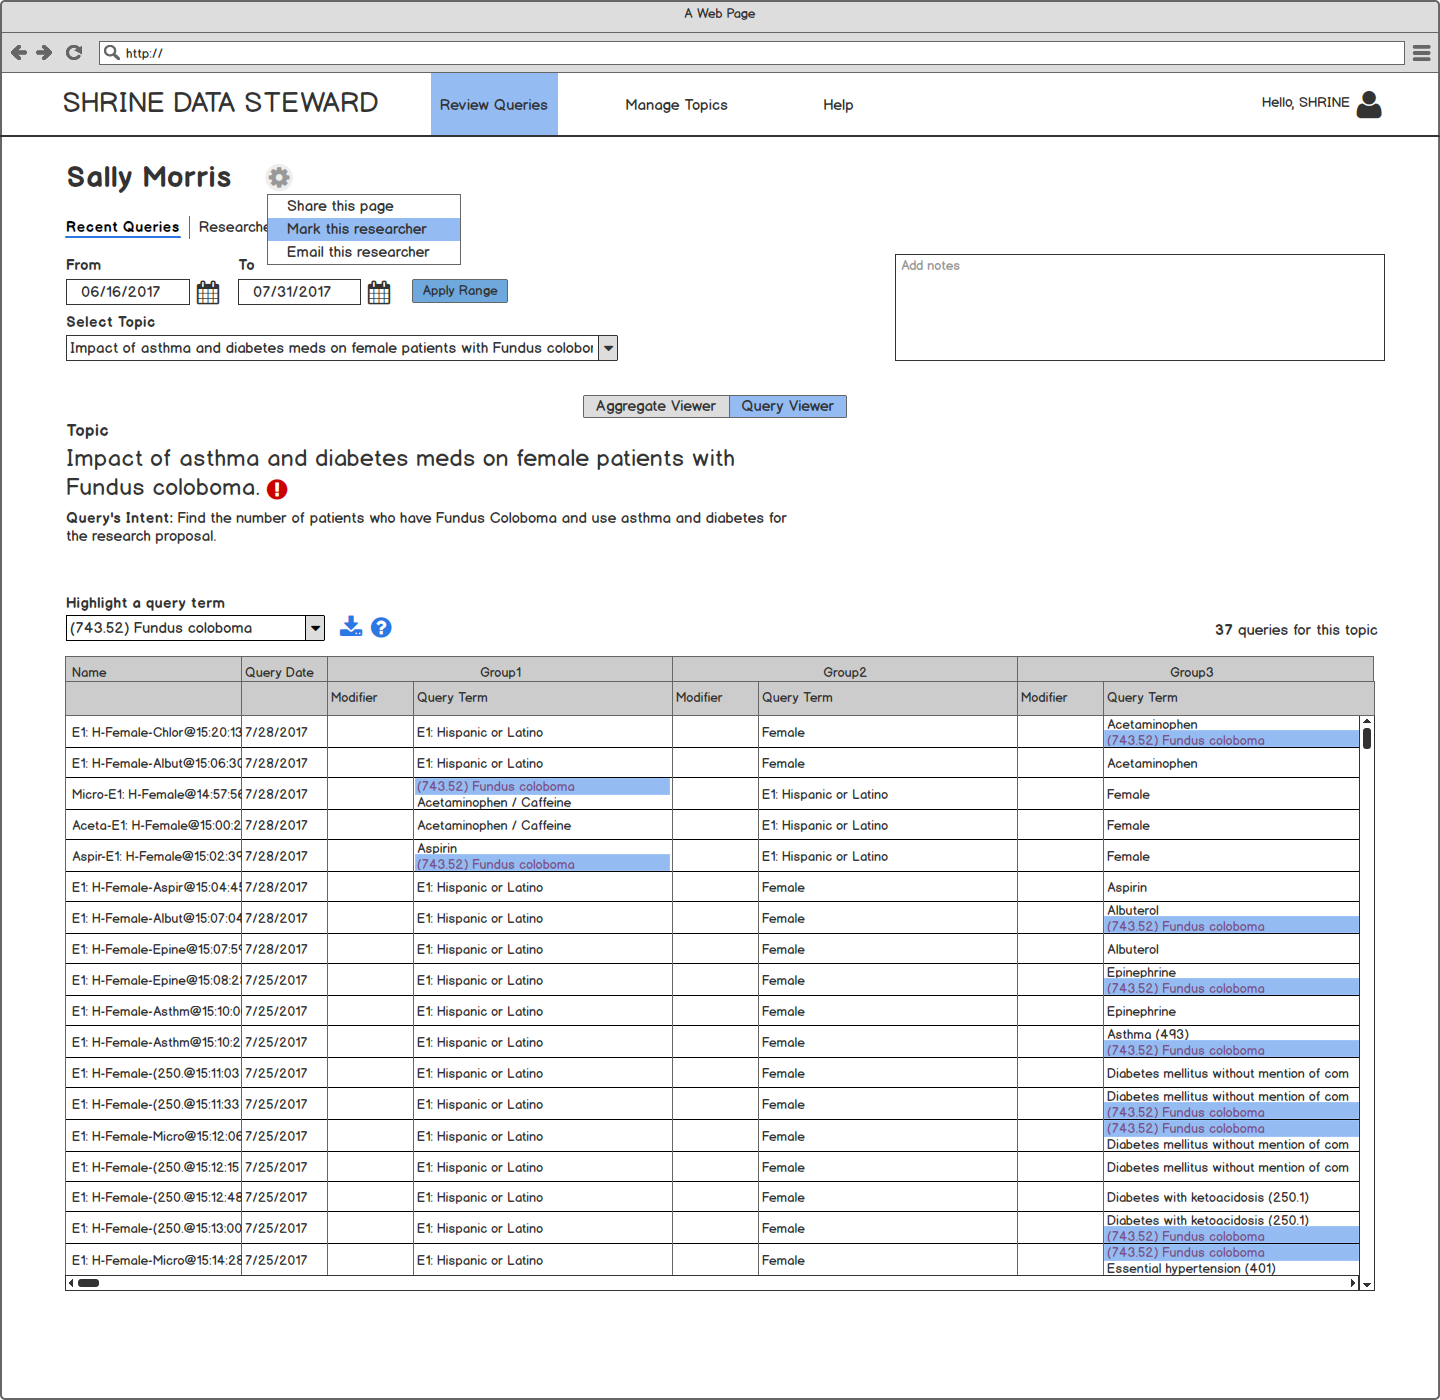 A Web Page
http://
SHRINE DATA STEWARD
Review Queries
Manage Topics
Help
Hello, SHRINE
Sally Morris
Share this page
Mark this researcher
Email this researcher
Recent Queries
Researche
From
To
06/16/2017
07/31/2017
Apply Range
Add notes
Select Topic
Impact of asthma and diabetes meds on female patients with Fundus colobor
Aggregate Viewer
Query Viewer
Topic
Impact of asthma and diabetes meds on female patients with
Fundus coloboma.
Query's Intent: Find the number of patients who have Fundus Coloboma and use asthma and diabetes for
the research proposal.
Highlight a query term
(743.52) Fundus coloboma
37 queries for this topic
Name Query Date Group1 Group2 Group3
Modifier Query Term Modifier Query Term Modifier Query Term
E1: H-Female-Chlor@15:20:13 7/28/2017 E1: Hispanic or Latino Female Acetaminophen
(743.52) Fundus coloboma
E1: H-Female-Albut@15:06:30 7/28/2017 E1: Hispanic or Latino Female Acetaminophen
(743.52) Fundus coloboma
Micro-E1: H-Female@14:57:56 7/28/2017 Acetaminophen / Caffeine E1: Hispanic or Latino Female
Aceta-E1: H-Female@15:00:2 7/28/2017 Acetaminophen / Caffeine E1: Hispanic or Latino Female
Aspirin
Aspir-E1: H-Female@15:02:39 7/28/2017 (743.52) Fundus coloboma E1: Hispanic or Latino Female
E1: H-Female-Aspir@15:04:45 7/28/2017 E1: Hispanic or Latino Female Aspirin
E1: H-Female-Albut@15:07:04 7/28/2017 E1: Hispanic or Latino Female Albuterol
(743.52) Fundus coloboma
E1: H-Female-Epine@15:07:59 7/28/2017 E1: Hispanic or Latino Female Albuterol
E1: H-Female-Epine@15:08:28 7/25/2017 E1: Hispanic or Latino Female Epinephrine
(743.52) Fundus coloboma
E1: H-Female-Asthm@15:10:0 7/25/2017 E1: Hispanic or Latino Female Epinephrine
E1: H-Female-Asthm@15:10:2 7/25/2017 E1: Hispanic or Latino Female Asthma (493)
(743.52) Fundus coloboma
E1: H-Female-(250.@15:11:03 7/25/2017 E1: Hispanic or Latino Female Diabetes mellitus without mention of com
E1: H-Female-(250.@15:11:33 7/25/2017 E1: Hispanic or Latino Female Diabetes mellitus without mention of com
(743.52) Fundus coloboma
E1: H-Female-Micro@15:12:06 7/25/2017 E1: Hispanic or Latino Female (743.52) Fundus coloboma
Diabetes mellitus without mention of com
E1: H-Female-(250.@15:12:15 7/25/2017 E1: Hispanic or Latino Female Diabetes mellitus without mention of com
E1: H-Female-(250.@15:12:48 7/25/2017 E1: Hispanic or Latino Female Diabetes with ketoacidosis (250.1)
E1: H-Female-(250.@15:13:00 7/25/2017 E1: Hispanic or Latino Female Diabetes with ketoacidosis (250.1)
(743.52) Fundus coloboma
E1: H-Female-Micro@15:14:28 7/25/2017 E1: Hispanic or Latino Female (743.52) Fundus coloboma
Essential hypertension (401)